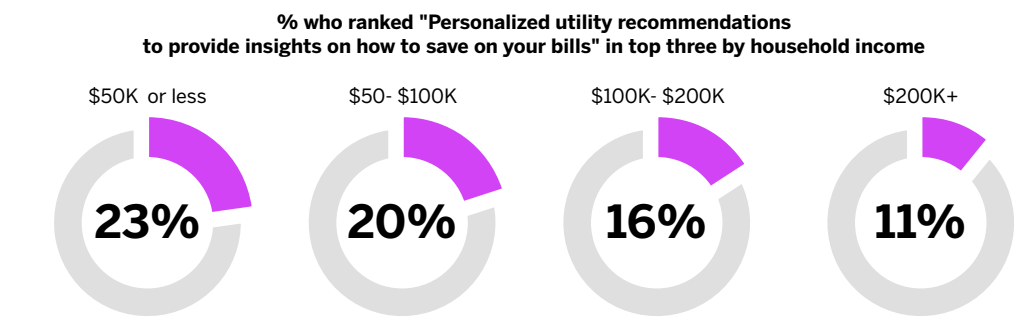 % who ranked "Personalized utility recommendations
to provide insights on how to save on your bills" in top three by household income
$50K or less
$50- $100K
$100K- $200K
$200K+
23%
20%
16%
11%